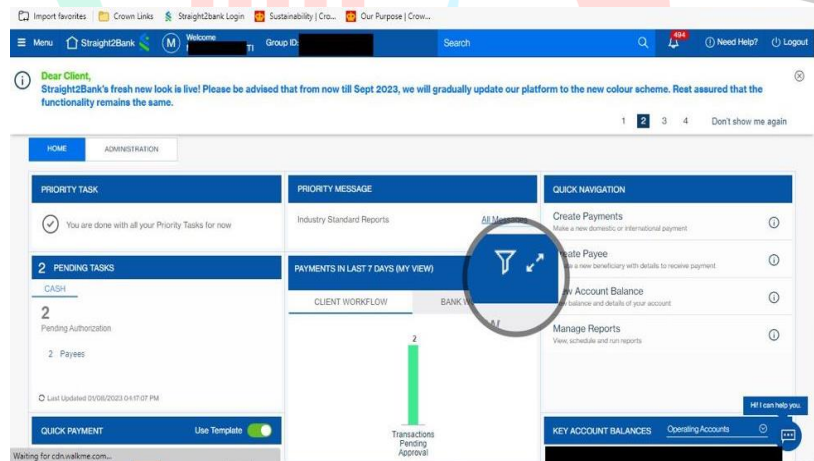 Import favorites Crown Links Straight2bank Login Sustainability | Cro... Our Purpose | Crow...
Menu Straight2Bank M Welcome TI Group ID: Search 494 Need Help? Logout
Dear Client,
Straight2Bank's fresh new look is live! Please be advised that from now till Sept 2023, we will gradually update our platform to the new colour scheme. Rest assured that the
functionality remains the same.
1 2 3 4 Don't show me again
HOME ADMINISTRATION
PRIORITY TASK
You are done with all your Priority Tasks for now
PRIORITY MESSAGE
Industry Standard Reports All Messages
QUICK NAVIGATION
Create Payments
Make a new domestic or international payment
eate Payee
a new beneficiary with details to receive payment
w Account Balance
balance and details of your account
Manage Reports
View, schedule and run reports
2 PENDING TASKS
CASH
2
Pending Authorization
2 Payees
Last Updated 01/08/2023 04:17:07 PM
PAYMENTS IN LAST 7 DAYS (MY VIEW)
CLIENT WORKFLOW BANK W
2
Transactions
Pending
Approval
QUICK PAYMENT Use Template
Hi! I can help you.
KEY ACCOUNT BALANCES Operating Accounts
Waiting for cdn.walkme.com...